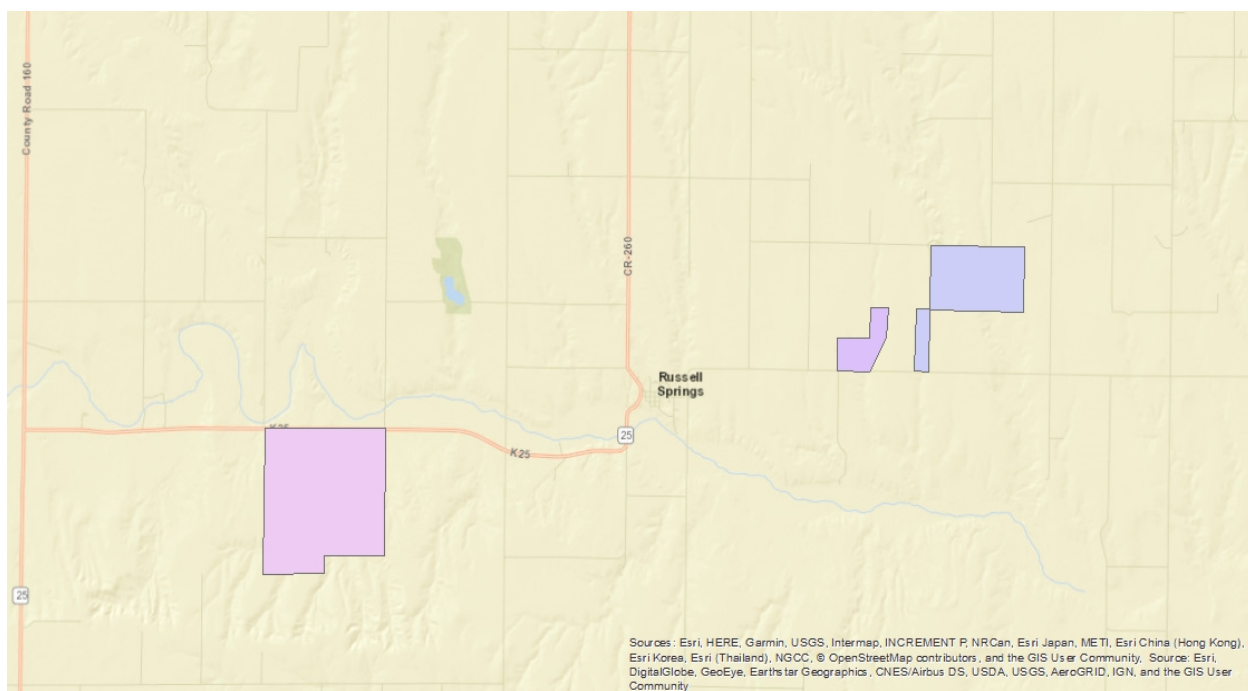 County Road 160
CR-260
Russell
Springs
K25
25
K25
25
Sources: Esri, HERE, Garmin, USGS, Intermap, INCREMENT P, NRCan, Esri Japan, METI, Esri China (Hong Kong),
Esri Korea, Esri (Thailand), NGCC, © OpenStreetMap contributors, and the GIS User Community, Source: Esri,
DigitalGlobe, GeoEye, Earthstar Geographics, CNES/Airbus DS, USDA, USGS, AeroGRID, IGN, and the GIS User
Community